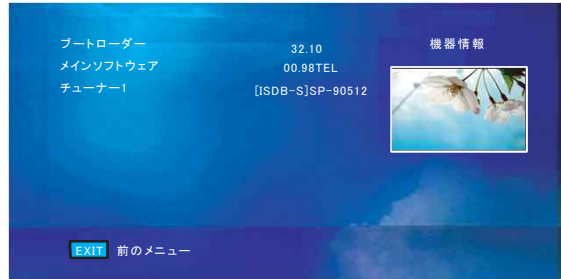 ブートローダー 32.10 機器情報
メインソフトウェア 00.98TEL
チューナー1 [ISDB-S]SP-90512
EXIT 前のメニュー